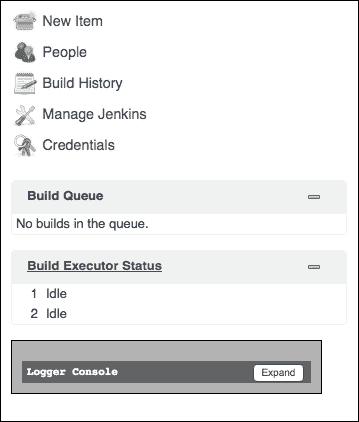 New Item
People
Build History
Manage Jenkins
Credentials
Build Queue
No builds in the queue.
Build Executor Status
1 Idle
2 Idle
Logger Console Expand